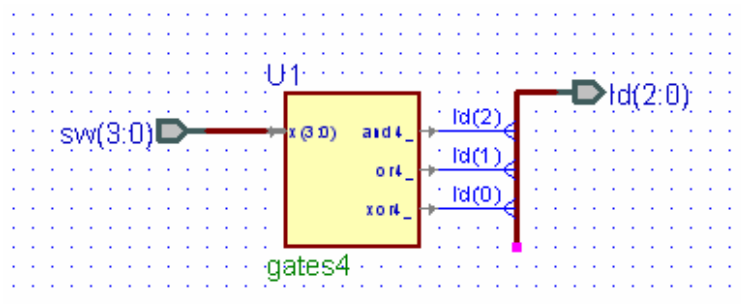 U1
ld(2:0)
sw(3:0)
x(3:0)
and4_
ld(2)
or4_
ld(1)
xor4_
ld(0)
gates4